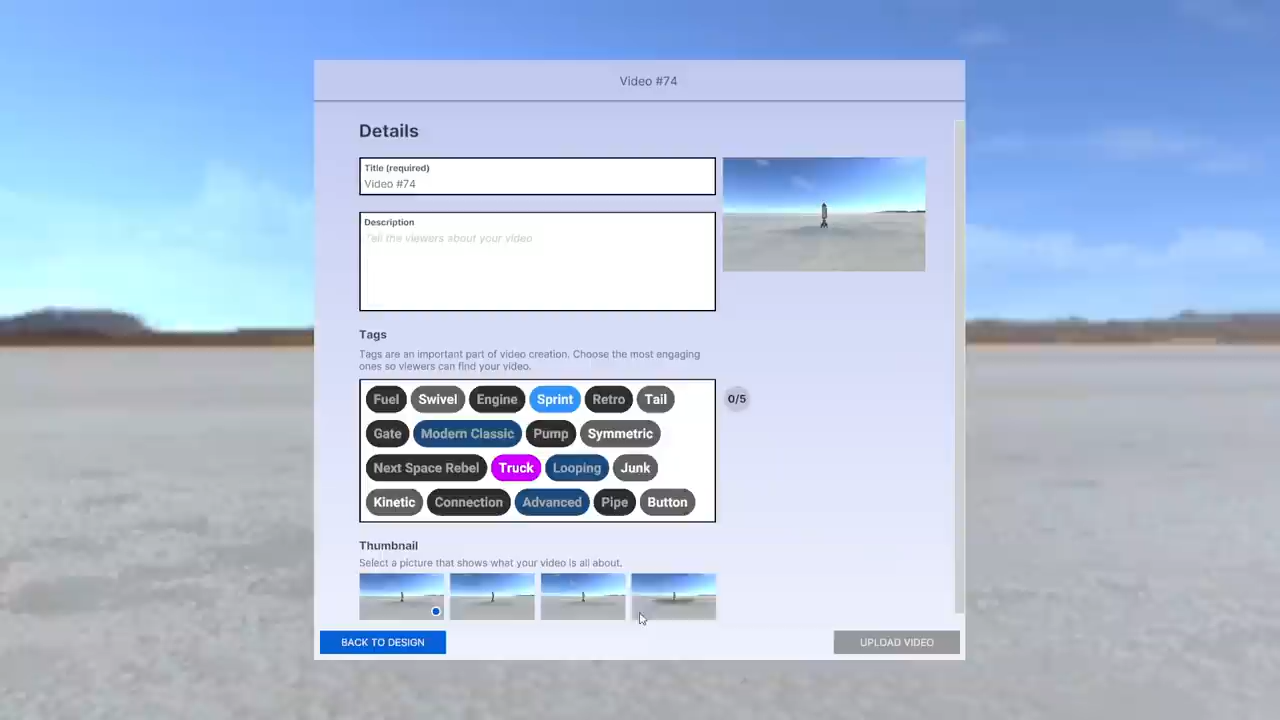 Video #74
Details
Title (required)
Video #74
Description
Tell the viewers about your video
Tags
Tags are an important part of video creation. Choose the most engaging
ones so viewers can find your video.
Fuel Swivel Engine Sprint Retro Tail
0/5
Gate Modern Classic Pump Symmetric
Next Space Rebel Truck Looping Junk
Kinetic Connection Advanced Pipe Button
Thumbnail
Select a picture that shows what your video is all about.
BACK TO DESIGN
UPLOAD VIDEO